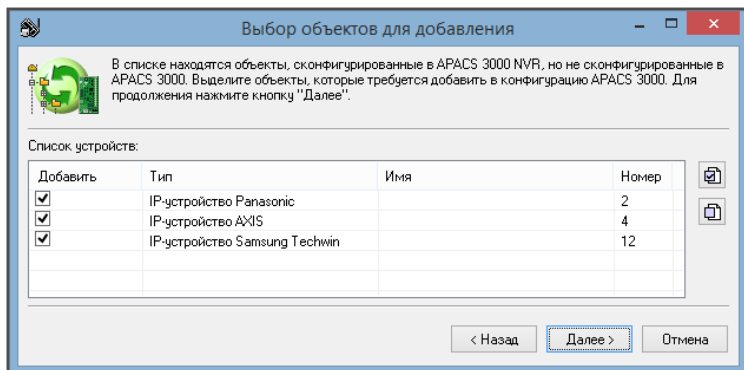 Выбор объектов для добавления
В списке находятся объекты, сконфигурированные в APACS 3000 NVR, но не сконфигурированные в
APACS 3000. Выделите объекты, которые требуется добавить в конфигурацию APACS 3000. Для
продолжения нажмите кнопку "Далее".
Список устройств:
Добавить Тип Имя Номер
IP-устройство Panasonic 2
IP-устройство AXIS 4
IP-устройство Samsung Techwin 12
< Назад Далее > Отмена